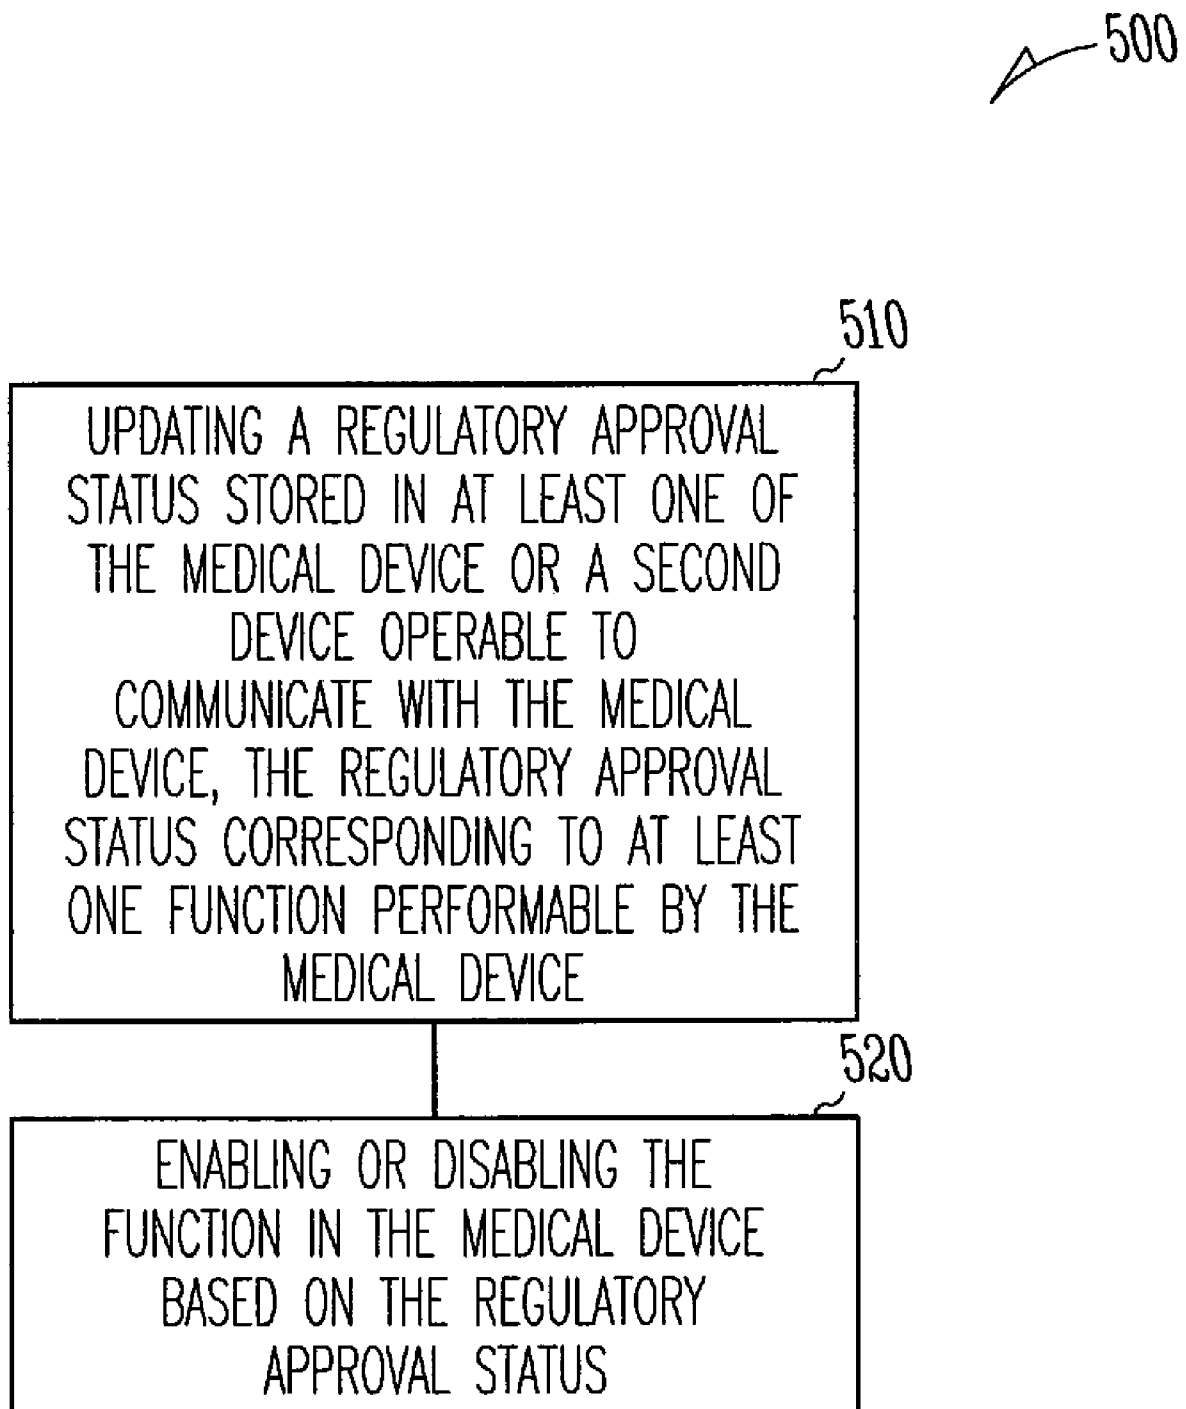 500
510
UPDATING A REGULATORY APPROVAL
STATUS STORED IN AT LEAST ONE OF
THE MEDICAL DEVICE OR A SECOND
DEVICE OPERABLE TO
COMMUNICATE WITH THE MEDICAL
DEVICE, THE REGULATORY APPROVAL
STATUS CORRESPONDING TO AT LEAST
ONE FUNCTION PERFORMABLE BY THE
MEDICAL DEVICE
520
ENABLING OR DISABLING THE
FUNCTION IN THE MEDICAL DEVICE
BASED ON THE REGULATORY
APPROVAL STATUS